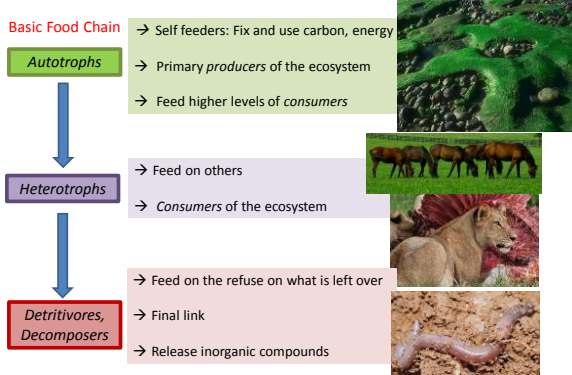 Basic Food Chain
Autotrophs
→ Self feeders: Fix and use carbon, energy
→ Primary producers of the ecosystem
→ Feed higher levels of consumers
Heterotrophs
→ Feed on others
→ Consumers of the ecosystem
Detritivores,
Decomposers
→ Feed on the refuse on what is left over
→ Final link
→ Release inorganic compounds